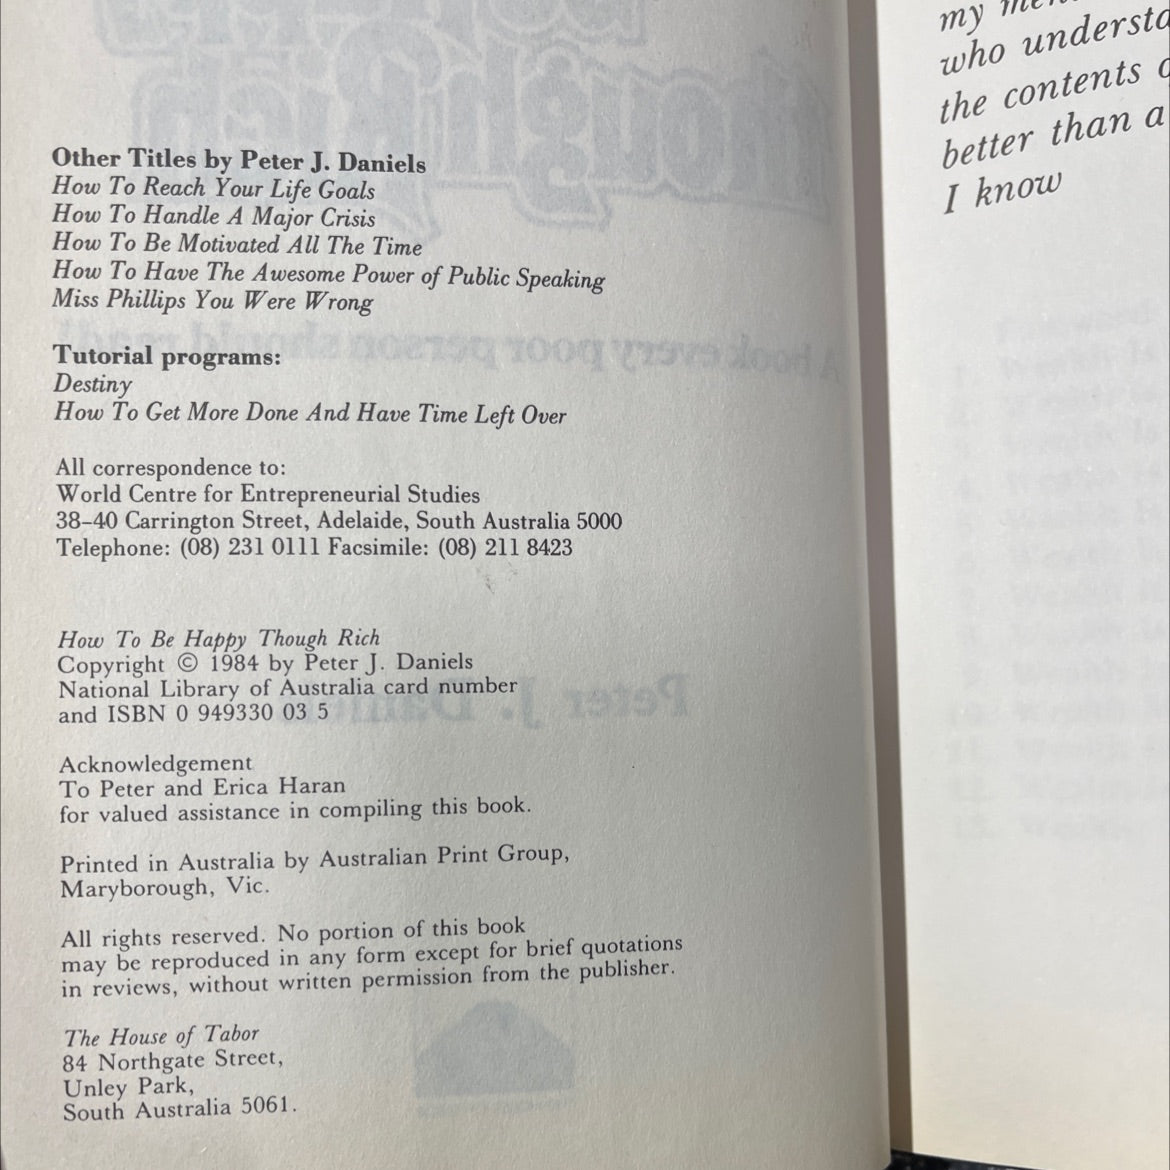 Other Titles by Peter J. Daniels
How To Reach Your Life Goals
How To Handle A Major Crisis
How To Be Motivated All The Time
How To Have The Awesome Power of Public Speaking
Miss Phillips You Were Wrong
Tutorial programs:
Destiny
How To Get More Done And Have Time Left Over
All correspondence to:
World Centre for Entrepreneurial Studies
38–40 Carrington Street, Adelaide, South Australia 5000
Telephone: (08) 231 0111 Facsimile: (08) 211 8423
How To Be Happy Though Rich
Copyright © 1984 by Peter J. Daniels
National Library of Australia card number
and ISBN 0 949330 03 5
Acknowledgement
To Peter and Erica Haran
for valued assistance in compiling this book.
Printed in Australia by Australian Print Group,
Maryborough, Vic.
All rights reserved. No portion of this book
may be reproduced in any form except for brief quotations
in reviews, without written permission from the publisher.
The House of Tabor
84 Northgate Street,
Unley Park,
South Australia 5061.
my
who
the contents
better than a
I know